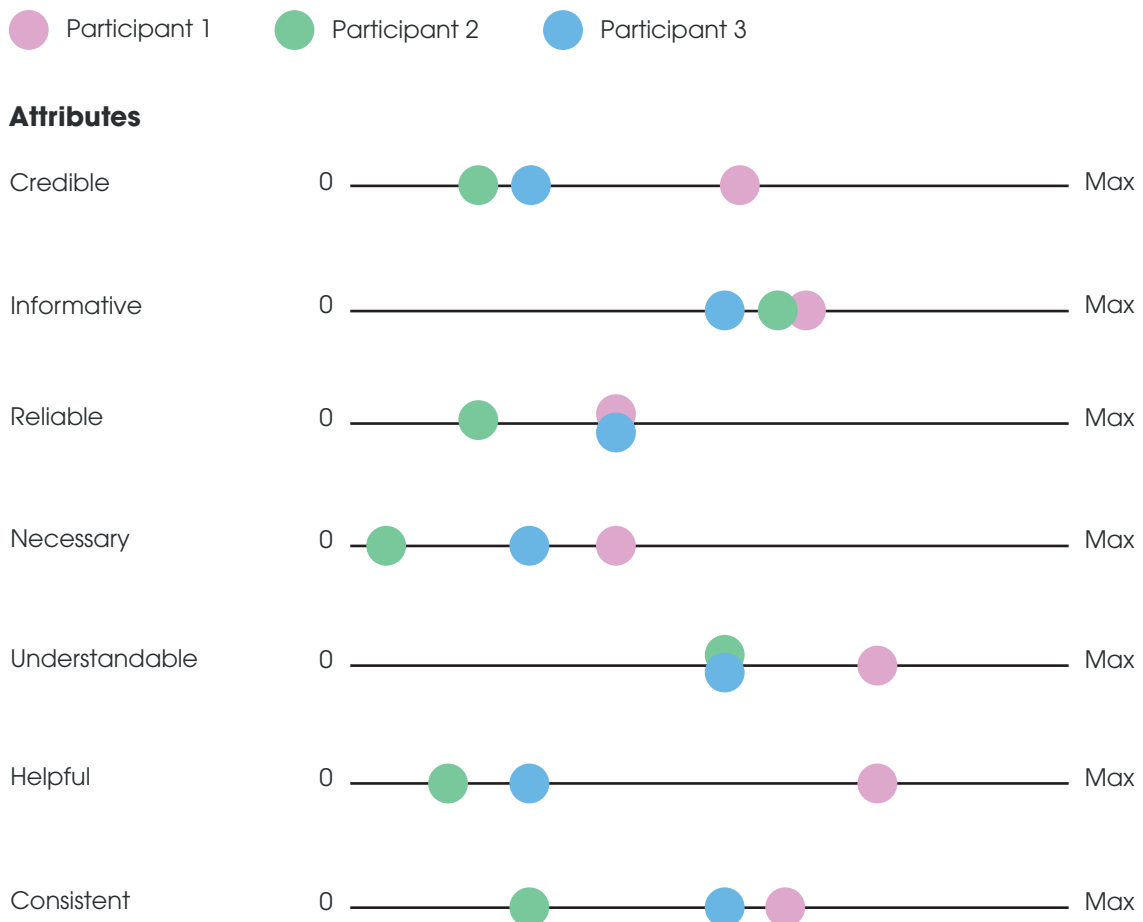 Participant 1 Participant 2 Participant 3
Attributes
Credible 0 Max
Informative 0 Max
Reliable 0 Max
Necessary 0 Max
Understandable 0 Max
Helpful 0 Max
Consistent 0 Max